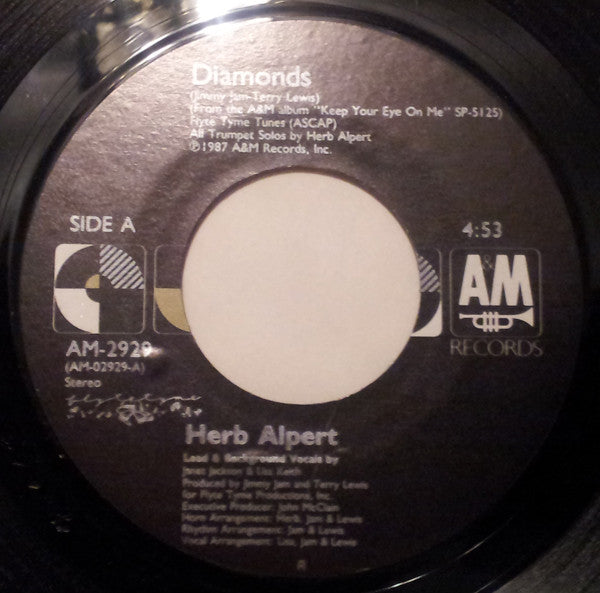 Diamonds
(Jimmy Jam-Terry Lewis)
(From the A&M album "Keep Your Eye On Me" SP-5125)
Flyte Tyme Tunes (ASCAP)
All Trumpet Solos by Herb Alpert
℗1987 A&M Records, Inc.
SIDE A
4:53
A&M
RECORDS
AM-2929
(AM-02929-A)
Stereo
Herb Alpert
Lead & Background Vocals by
Janet Jackson & Lisa Keith
Produced by Jimmy Jam and Terry Lewis
for Flyte Tyme Productions, Inc.
Executive Producer: John McClain
Horn Arrangement: Herb, Jam & Lewis
Rhythm Arrangement: Jam & Lewis
Vocal Arrangement: Lisa, Jam & Lewis